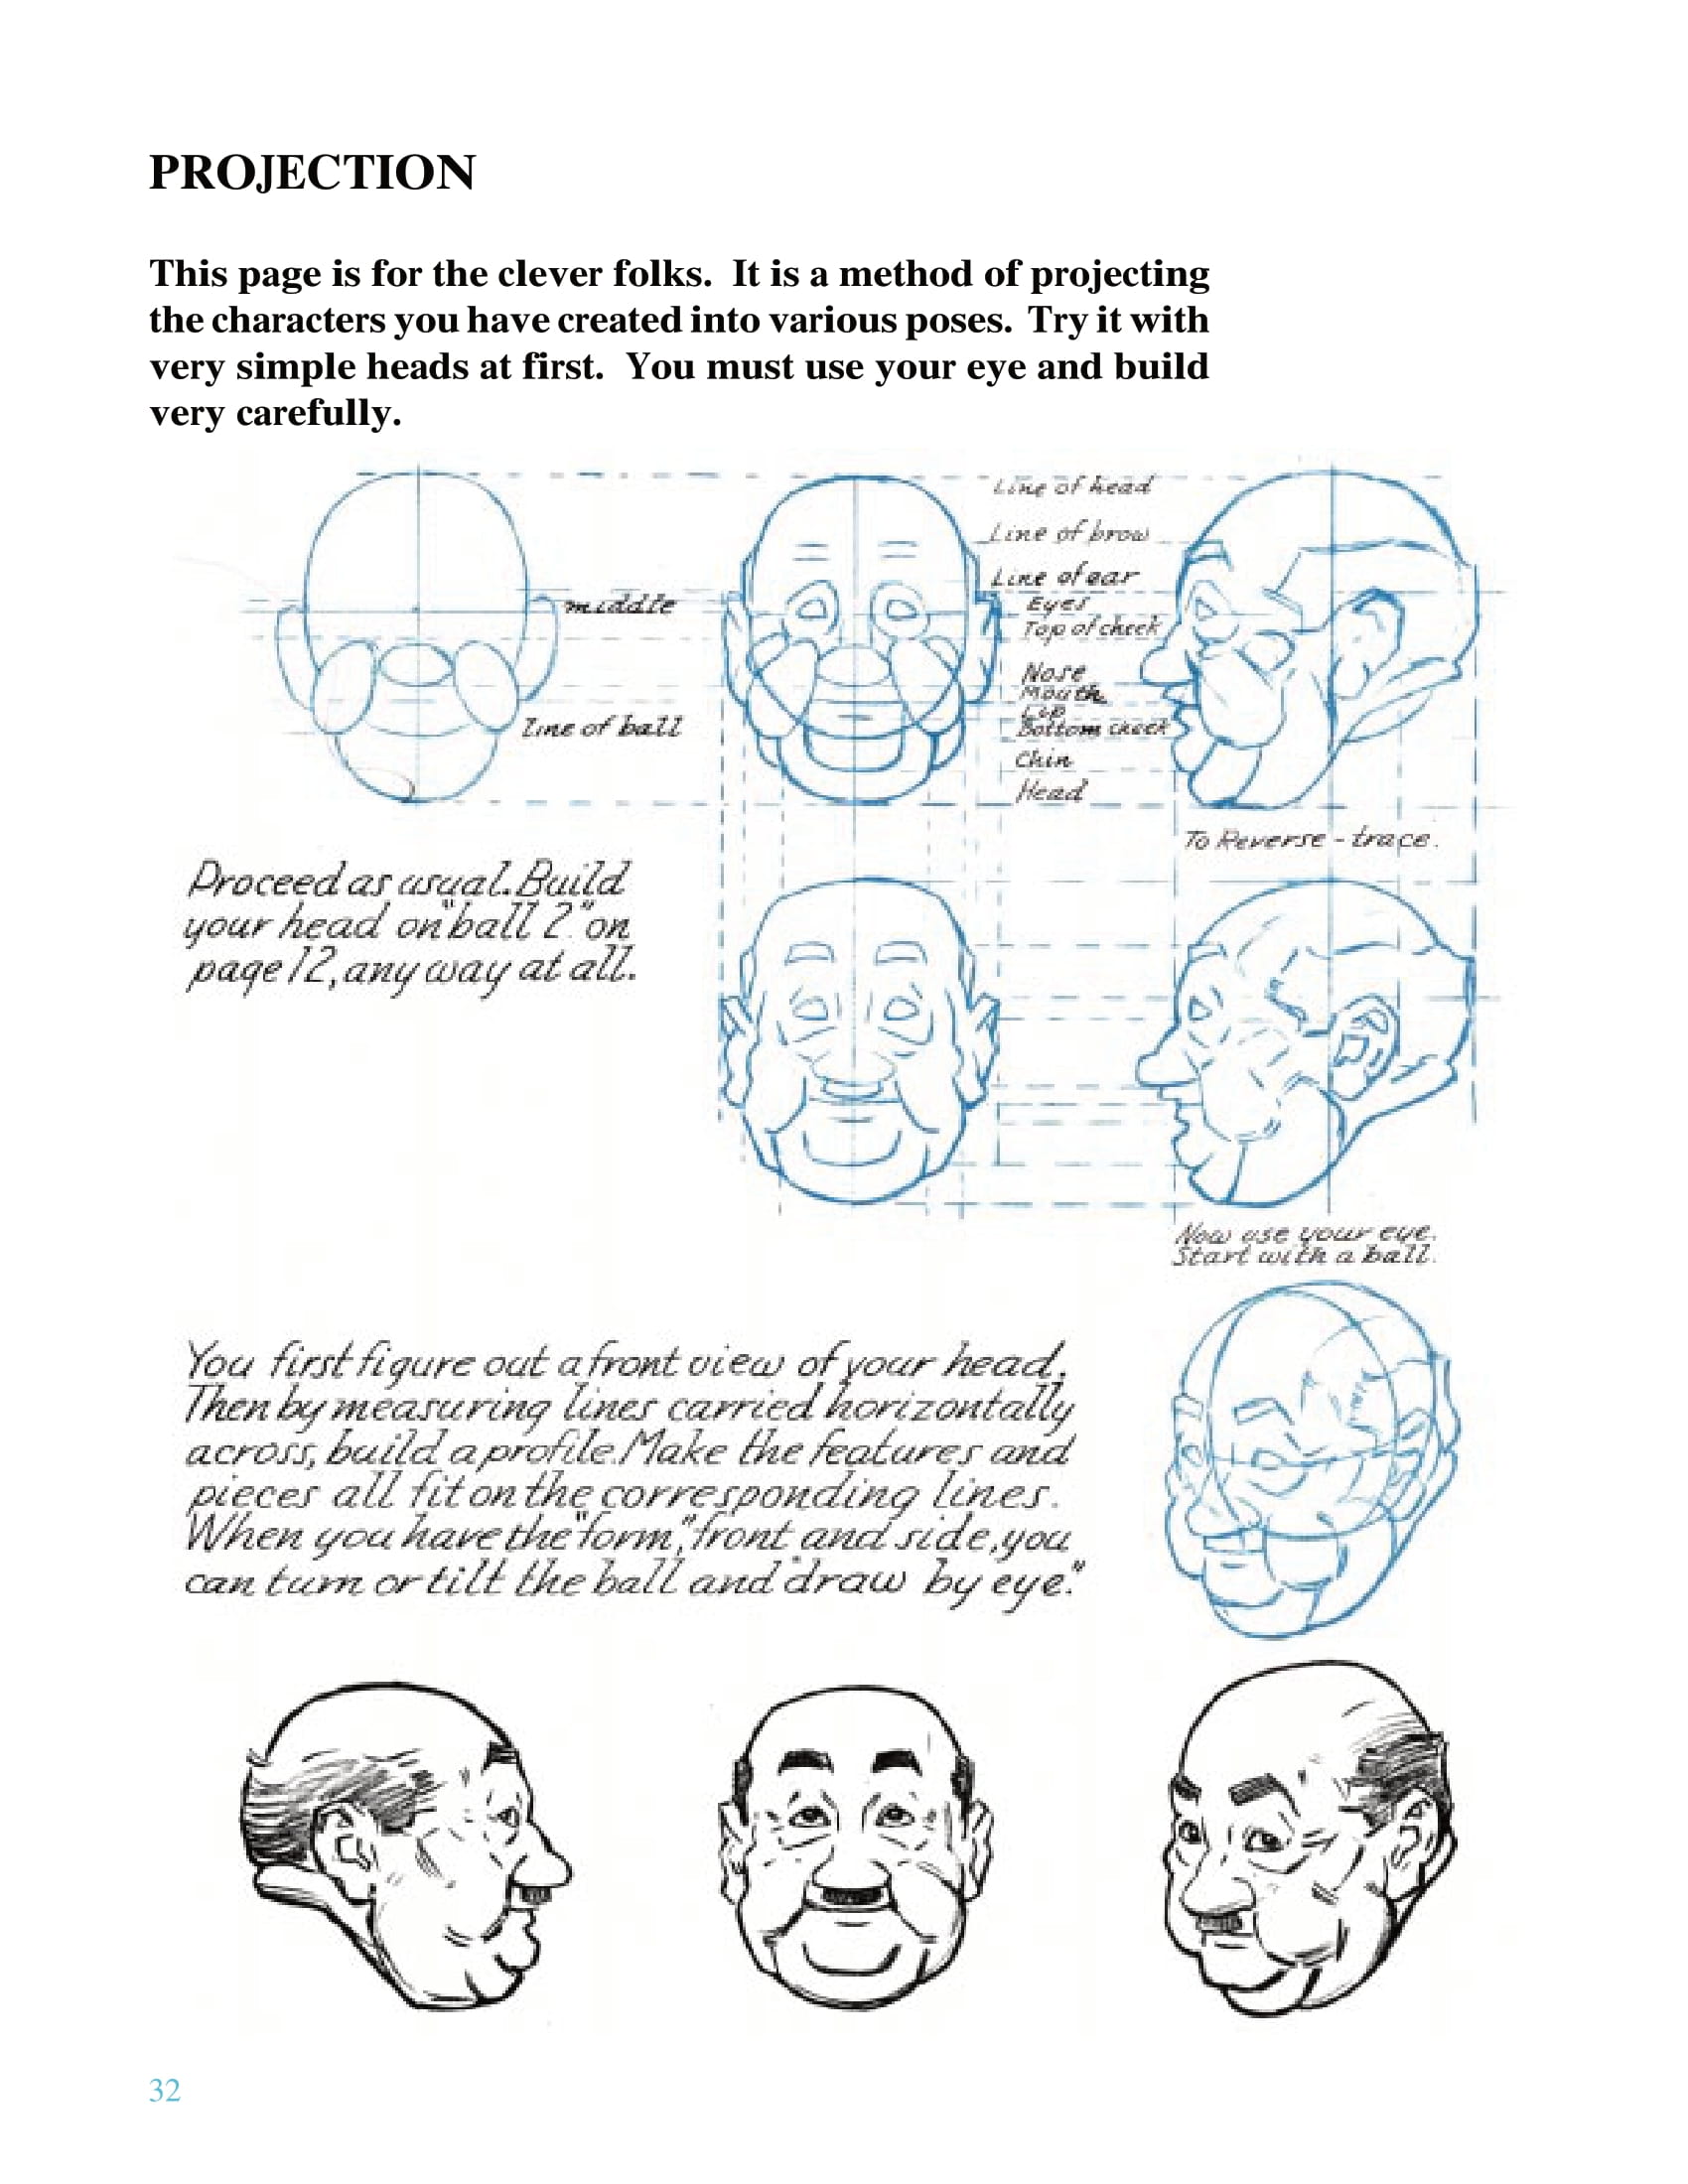 PROJECTION
This page is for the clever folks. It is a method of projecting
the characters you have created into various poses. Try it with
very simple heads at first. You must use your eye and build
very carefully.
Line of head
Line of brow
Line of ear
middle
Eyes
Top of cheek
Nose
Mouth
Lip
Line of ball
Bottom cheek
Chin
Head
To Reverse - trace.
Proceed as usual. Build
your head on "ball 2" on
page 12, any way at all.
Now use your eye.
Start with a ball.
You first figure out a front view of your head.
Then by measuring lines carried horizontally
across, build a profile. Make the features and
pieces all fit on the corresponding lines.
When you have the "form," front and side, you
can turn or tilt the ball and "draw by eye."
32